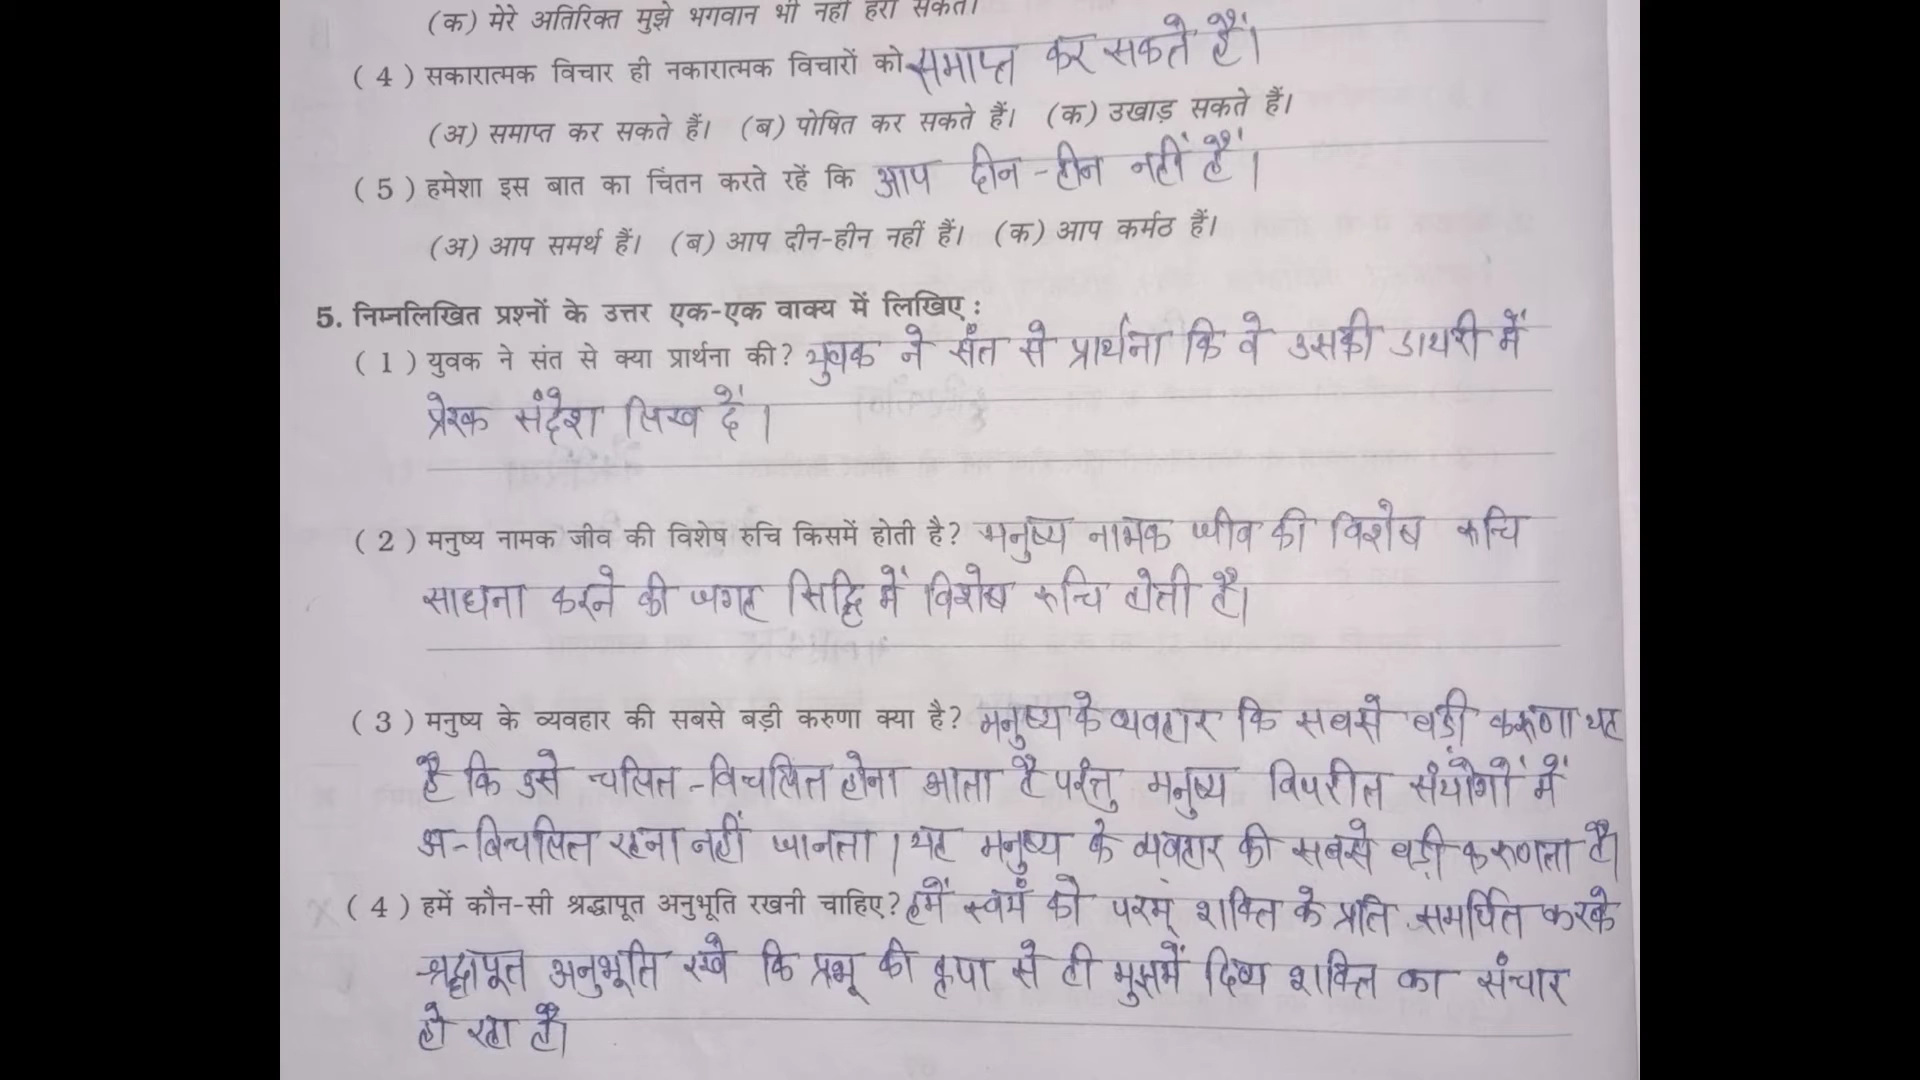 (क) मेरे अतिरिक्त मुझे भगवान भी नहीं हरा सकते।
( 4 ) सकारात्मक विचार ही नकारात्मक विचारों को समाप्त कर सकते हैं।
(अ) समाप्त कर सकते हैं। (ब) पोषित कर सकते हैं। (क) उखाड़ सकते हैं।
( 5 ) हमेशा इस बात का चिंतन करते रहें कि आप दीन-हीन नहीं हैं।
(अ) आप समर्थ हैं। (ब) आप दीन-हीन नहीं हैं। (क) आप कर्मठ हैं।
5. निम्नलिखित प्रश्नों के उत्तर एक-एक वाक्य में लिखिए :
( 1 ) युवक ने संत से क्या प्रार्थना की? युवक ने संत से प्रार्थना कि वे उसकी डायरी में
प्रेरक संदेश लिख दें।
( 2 ) मनुष्य नामक जीव की विशेष रुचि किसमें होती है? मनुष्य नामक जीव की विशेष रुचि
साधना करने की जगह सिद्धि में विशेष रुचि होती है।
( 3 ) मनुष्य के व्यवहार की सबसे बड़ी करुणा क्या है? मनुष्य के व्यवहार कि सबसे बड़ी करुणा यह
है कि उसे चलित-विचलित होना आता है परंतु मनुष्य विपरीत संयोगों में
अ-विचलित रहना नहीं जानता। यह मनुष्य के व्यवहार की सबसे बड़ी करुणता है।
( 4 ) हमें कौन-सी श्रद्धापूत अनुभूति रखनी चाहिए? हमें स्वयं को परम् शक्ति के प्रति समर्पित करके
श्रद्धापूत अनुभूति रखे कि प्रभू की कृपा से ही मुझमें दिव्य शक्ति का संचार
हो रहा है।